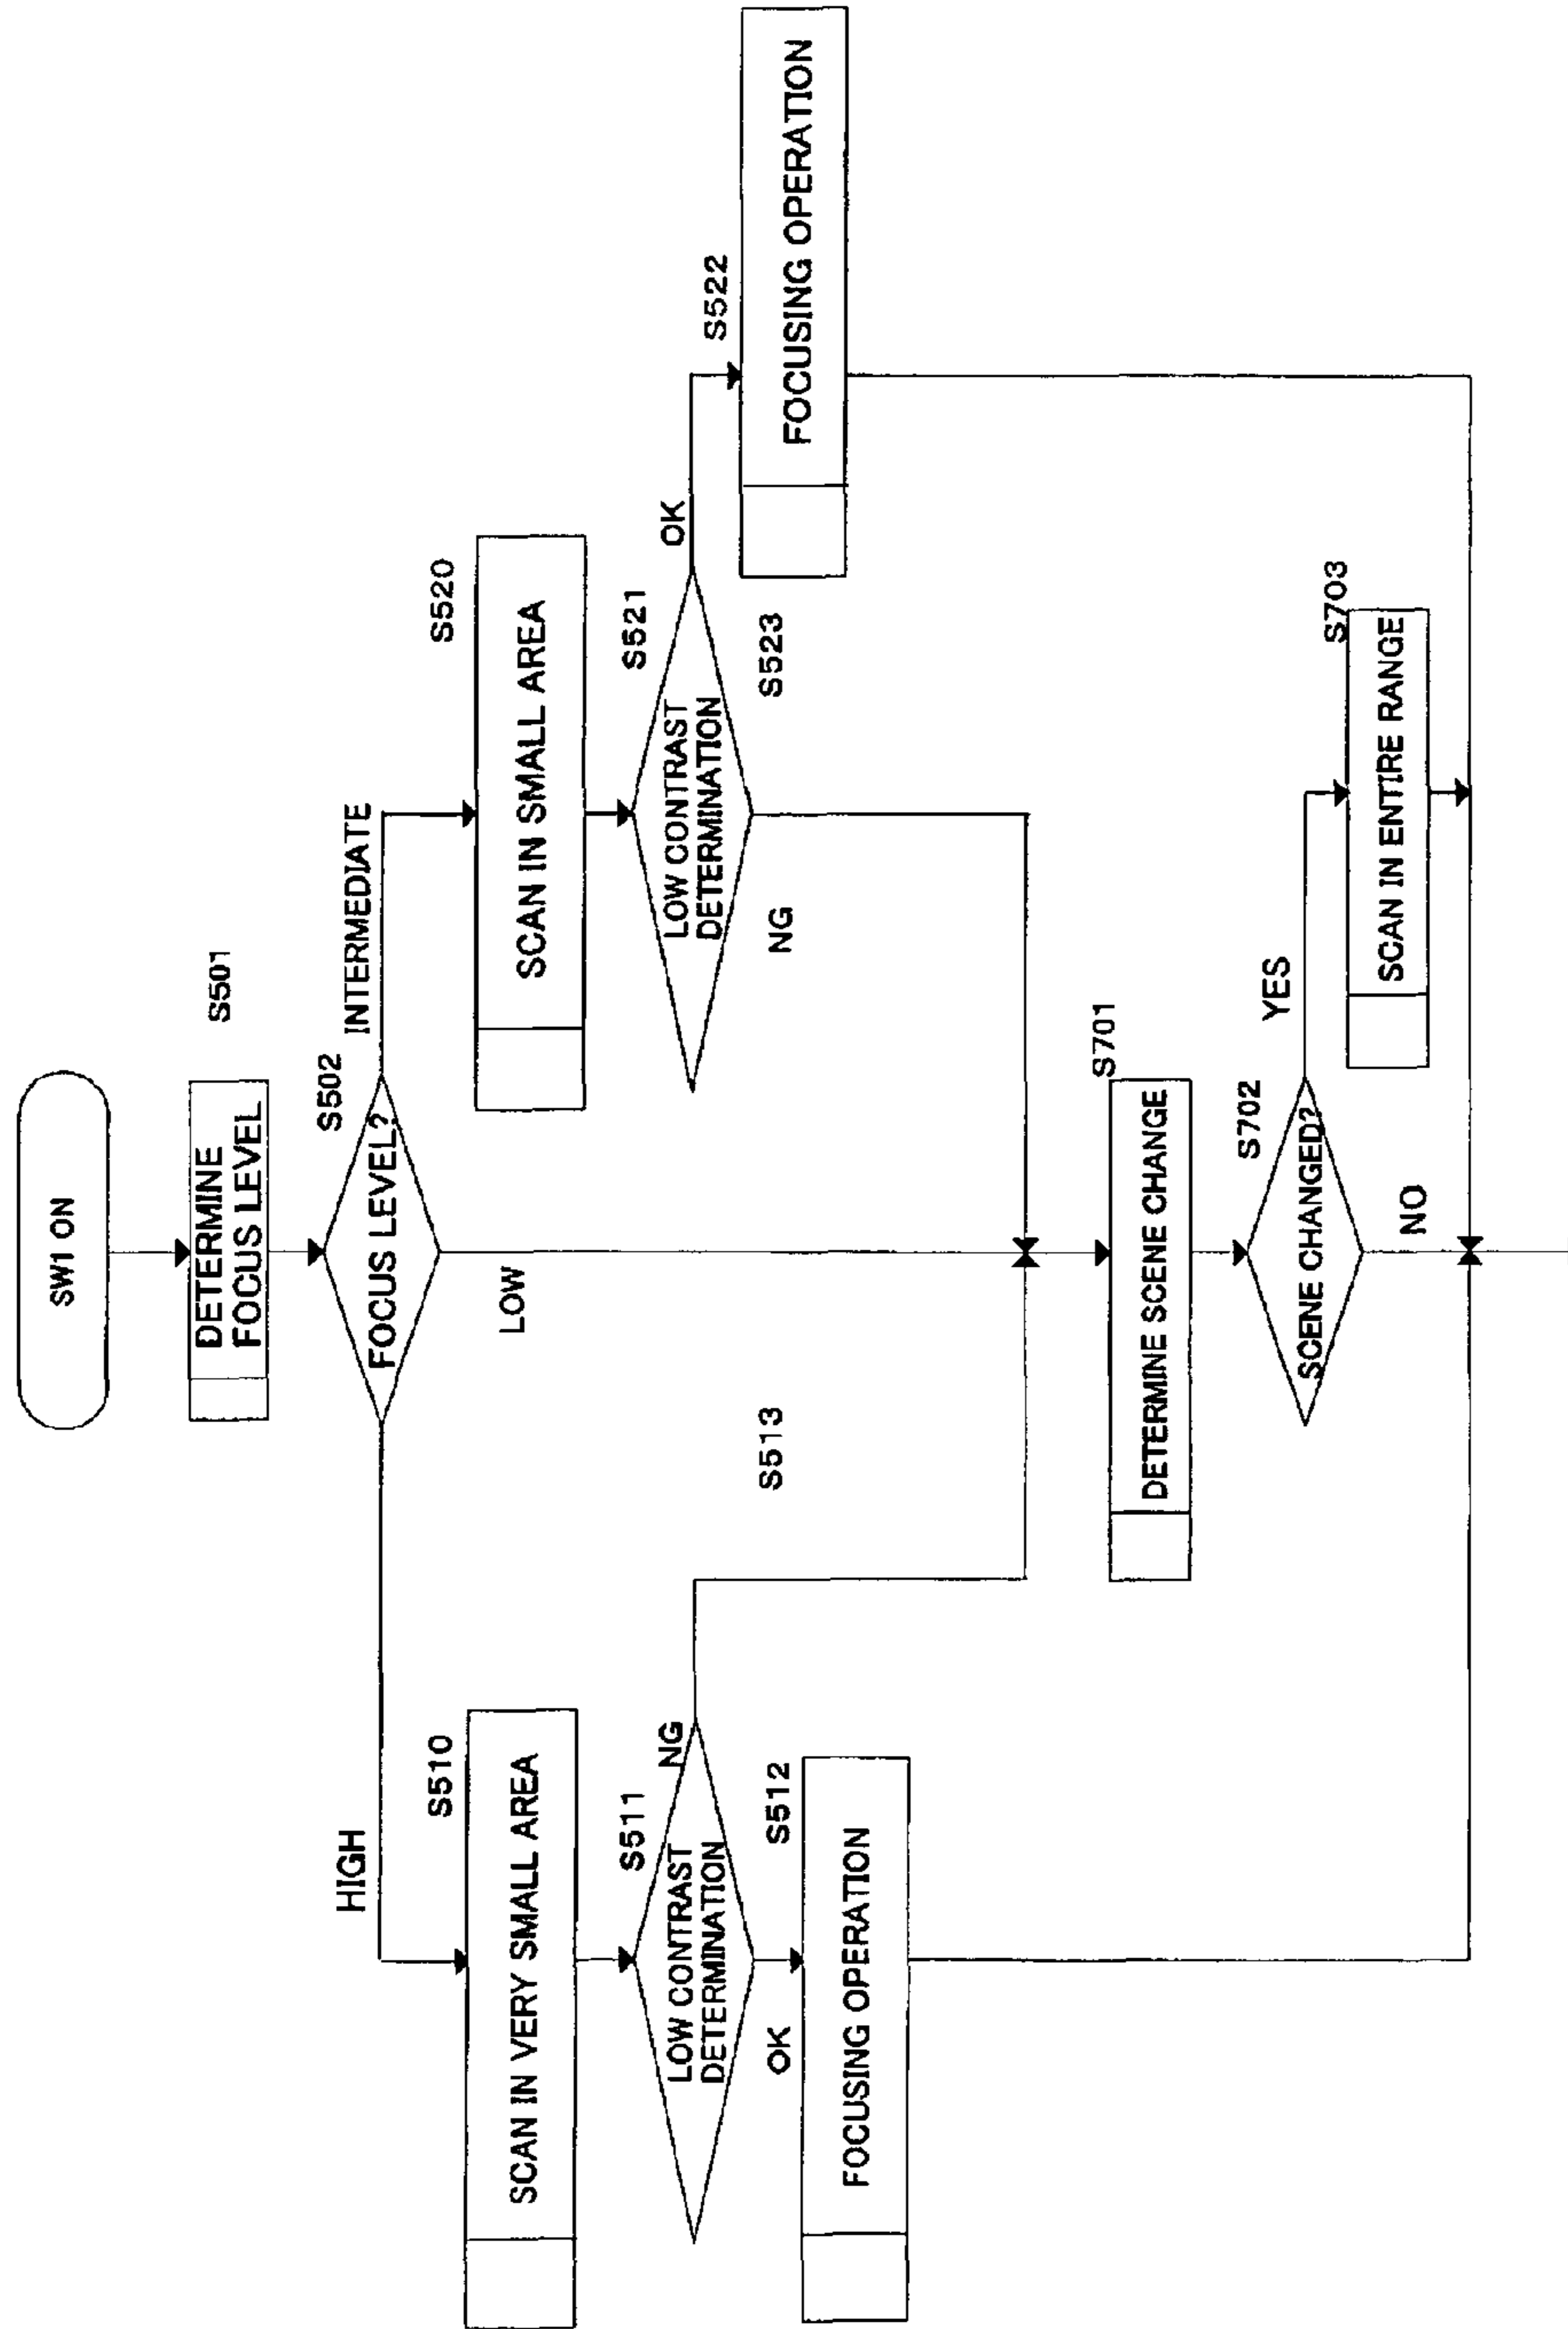 SW1 ON
S501
DETERMINE
FOCUS LEVEL
S502
FOCUS LEVEL?
HIGH
INTERMEDIATE
LOW
S510
SCAN IN VERY SMALL AREA
S520
SCAN IN SMALL AREA
S511
LOW CONTRAST
DETERMINATION
NG
OK
S521
LOW CONTRAST
DETERMINATION
OK
NG
S512
FOCUSING OPERATION
S513
S523
S522
FOCUSING OPERATION
S701
DETERMINE SCENE CHANGE
S702
SCENE CHANGED?
YES
NO
S703
SCAN IN ENTIRE RANGE